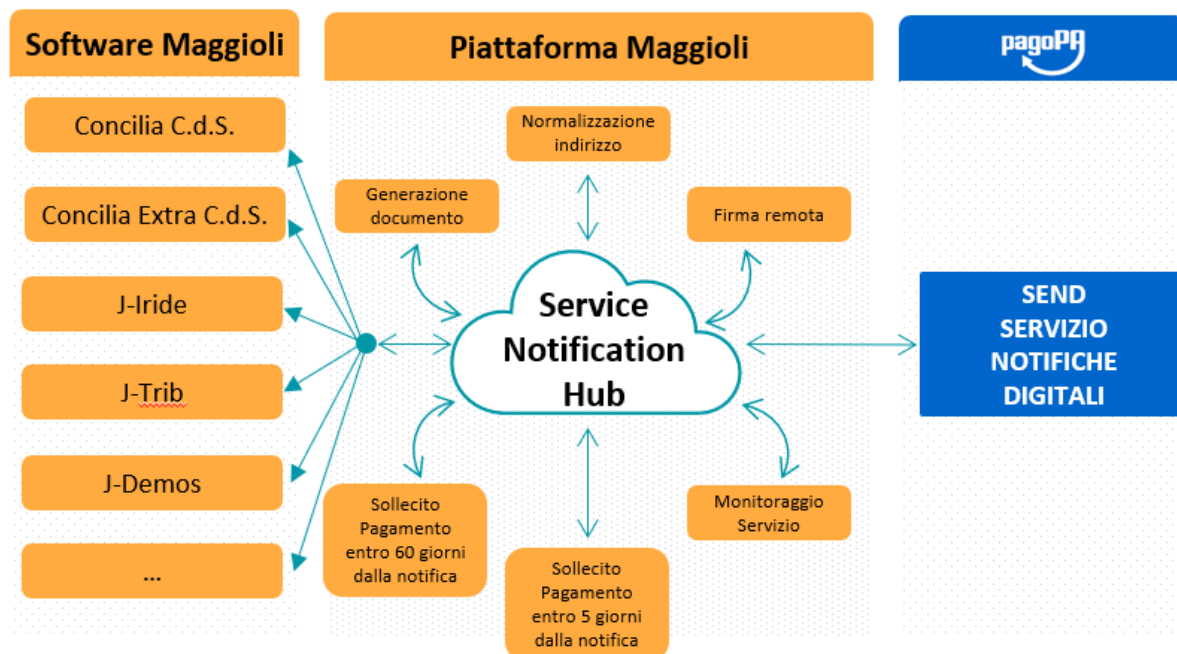 Software Maggioli
Piattaforma Maggioli
pagoPA
Concilia C.d.S.
Concilia Extra C.d.S.
J-Iride
J-Trib
J-Demos
...
Normalizzazione
indirizzo
Generazione
documento
Firma remota
Service
Notification
Hub
Sollecito
Pagamento
entro 60 giorni
dalla notifica
Sollecito
Pagamento
entro 5 giorni
dalla notifica
Monitoraggio
Servizio
SEND
SERVIZIO
NOTIFICHE
DIGITALI